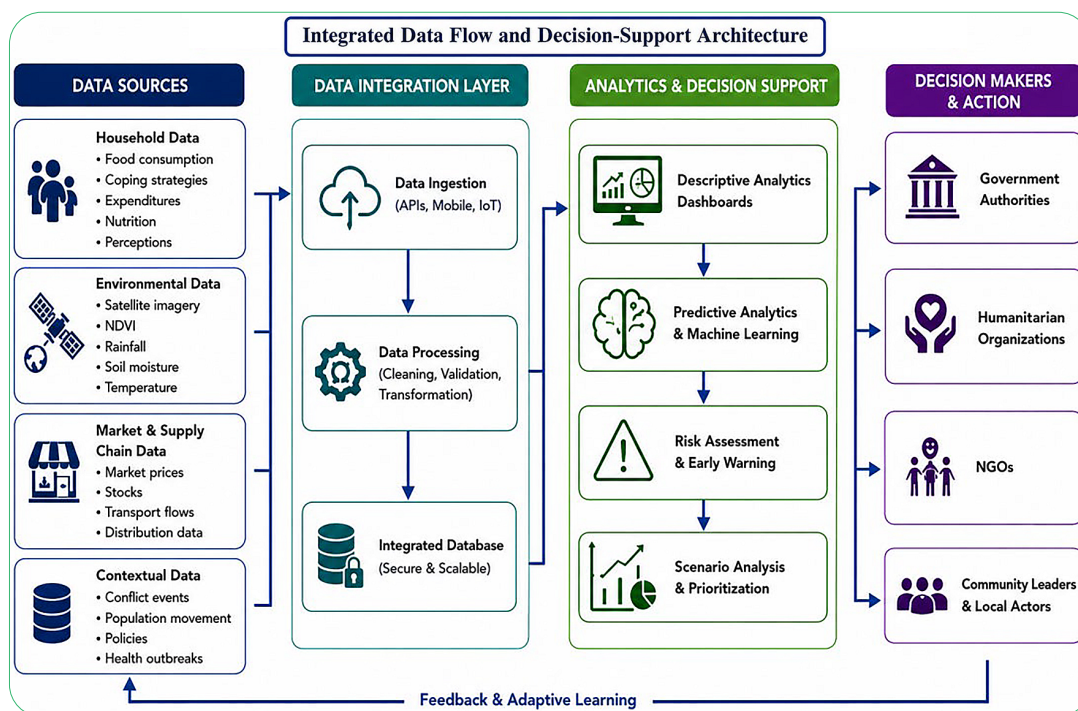 Integrated Data Flow and Decision-Support Architecture
DATA SOURCES
Household Data
• Food consumption
• Coping strategies
• Expenditures
• Nutrition
• Perceptions
Environmental Data
• Satellite imagery
• NDVI
• Rainfall
• Soil moisture
• Temperature
Market & Supply
Chain Data
• Market prices
• Stocks
• Transport flows
• Distribution data
Contextual Data
• Conflict events
• Population movement
• Policies
• Health outbreaks
DATA INTEGRATION LAYER
Data Ingestion
(APIs, Mobile, IoT)
Data Processing
(Cleaning, Validation,
Transformation)
Integrated Database
(Secure & Scalable)
ANALYTICS & DECISION SUPPORT
Descriptive Analytics
Dashboards
Predictive Analytics
& Machine Learning
Risk Assessment
& Early Warning
Scenario Analysis
& Prioritization
DECISION MAKERS
& ACTION
Government
Authorities
Humanitarian
Organizations
NGOs
Community Leaders
& Local Actors
Feedback & Adaptive Learning